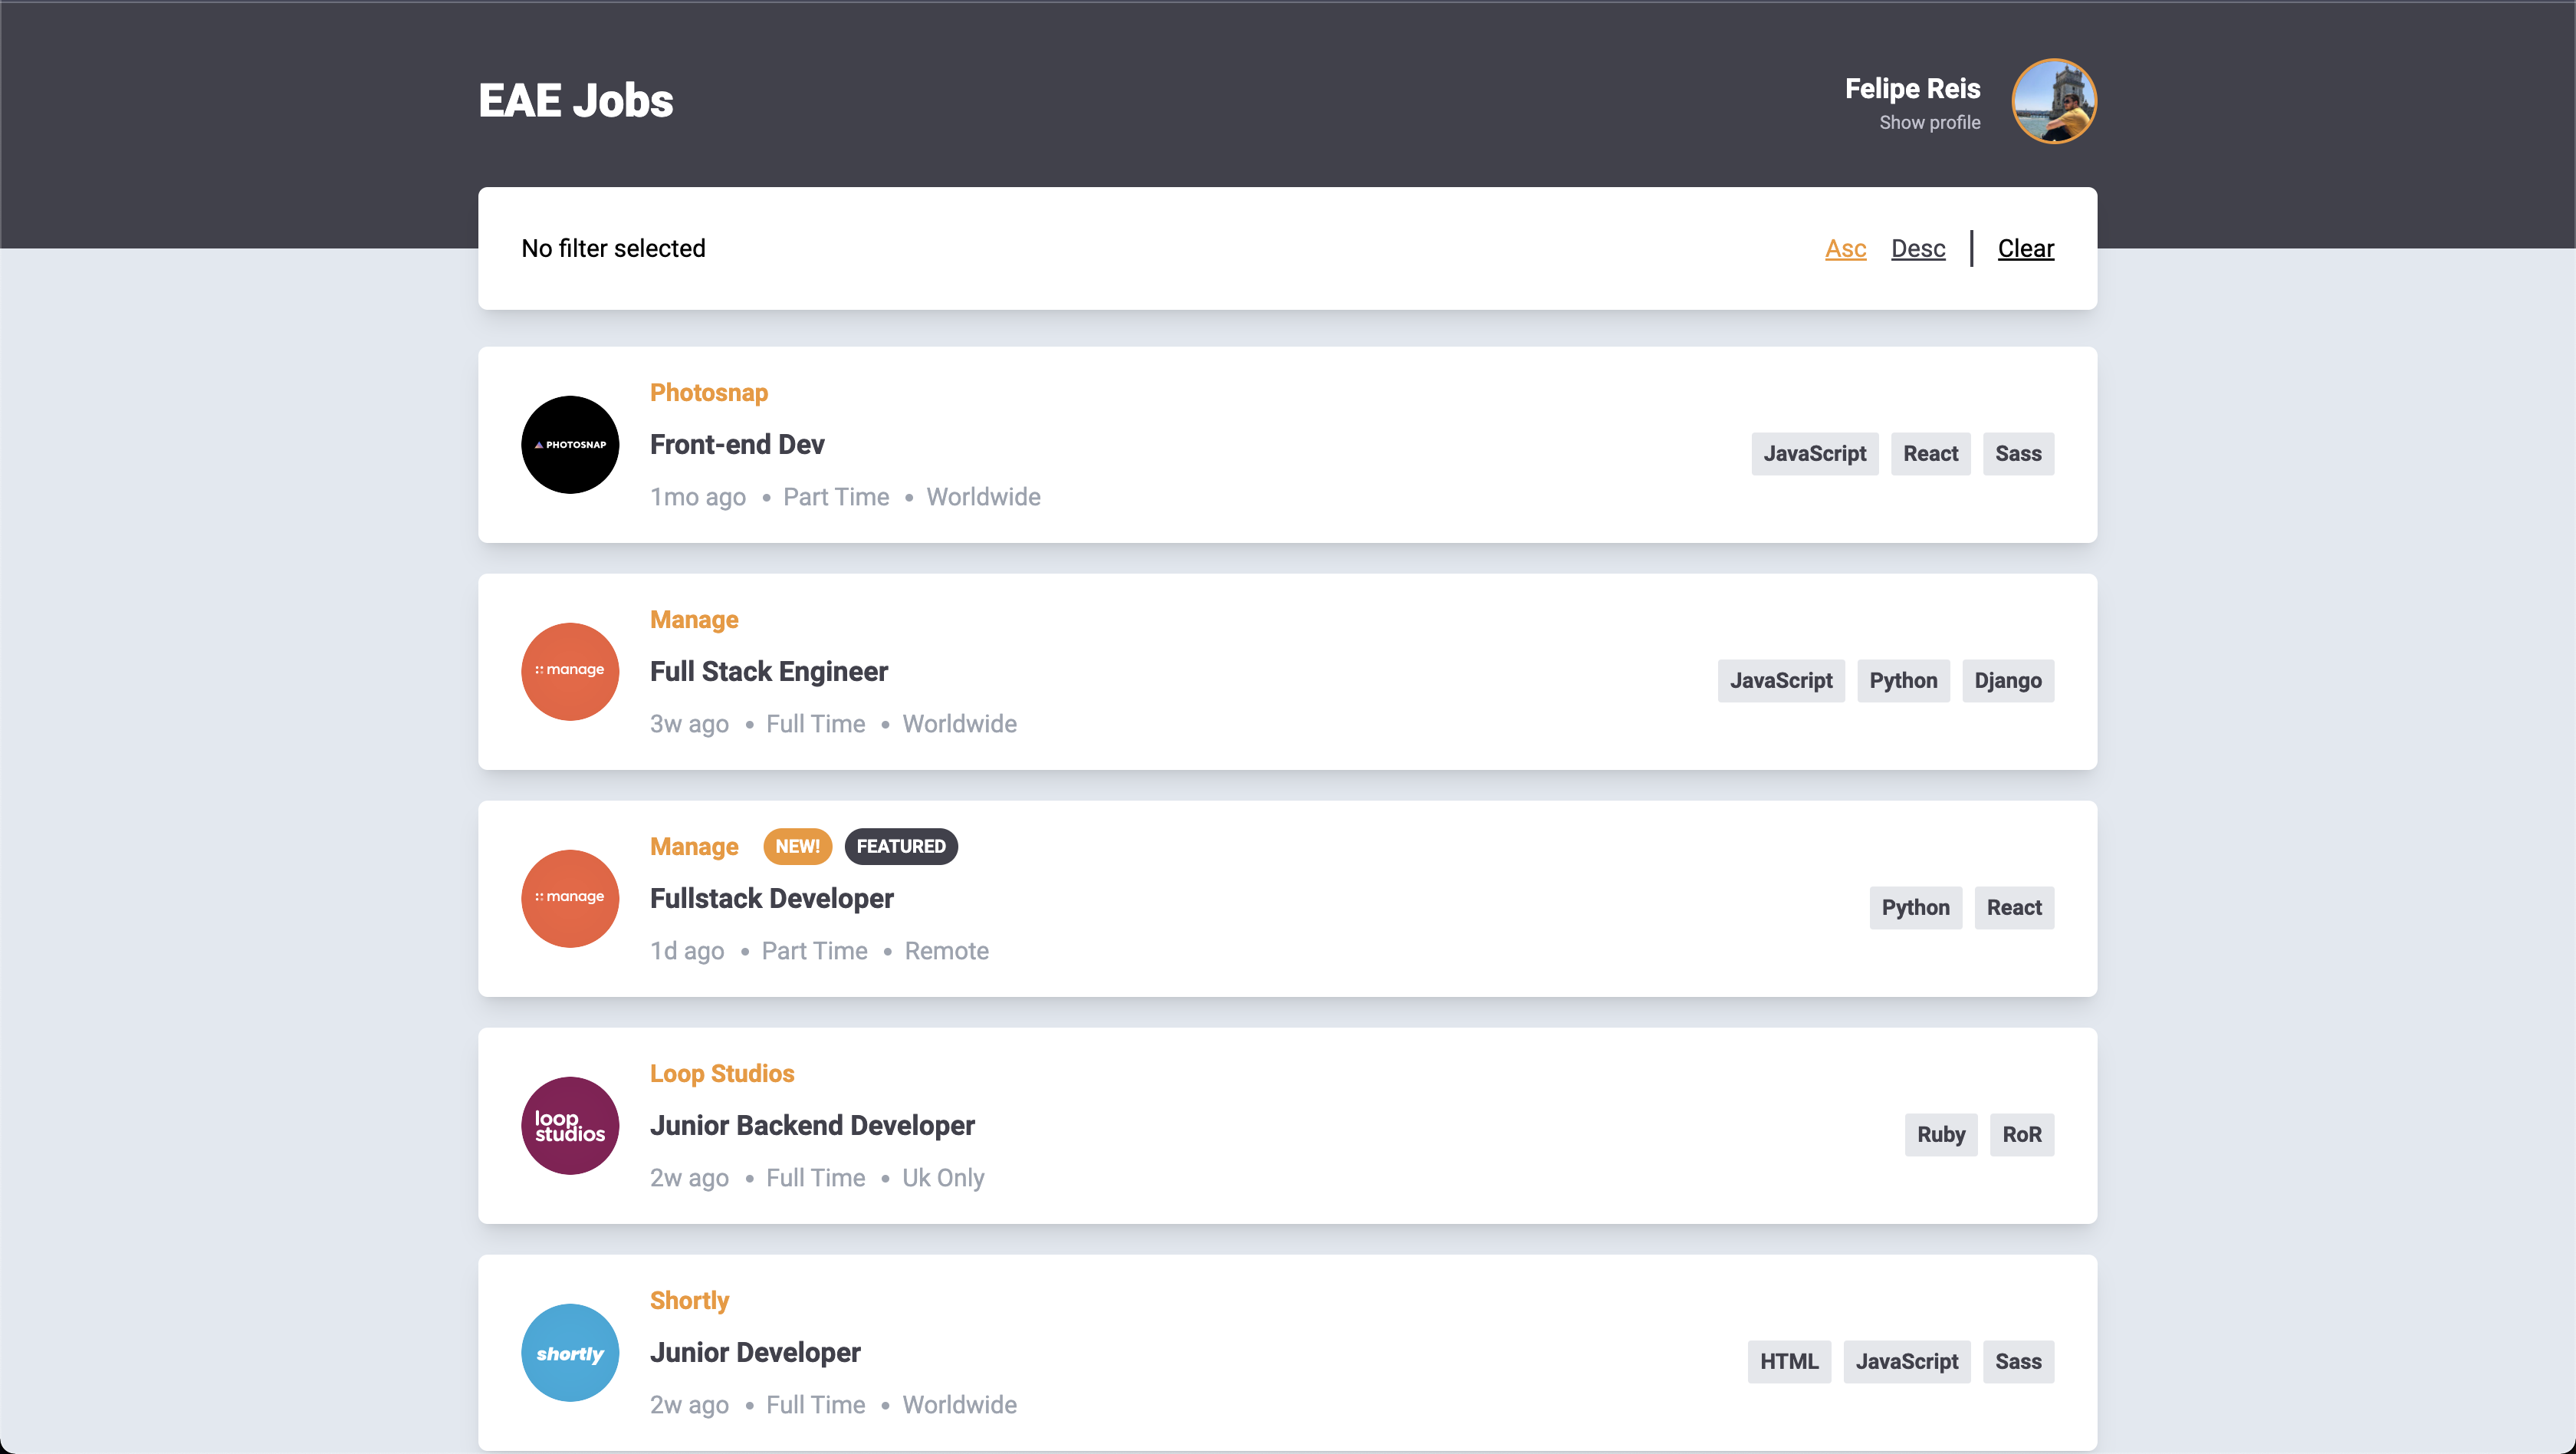 EAE Jobs
Felipe Reis
Show profile
No filter selected
Asc Desc Clear
PHOTOSNAP
Photosnap
Front-end Dev
1mo ago • Part Time • Worldwide
JavaScript React Sass
manage
Manage
Full Stack Engineer
3w ago • Full Time • Worldwide
JavaScript Python Django
manage
Manage NEW! FEATURED
Fullstack Developer
1d ago • Part Time • Remote
Python React
loop
studios
Loop Studios
Junior Backend Developer
2w ago • Full Time • Uk Only
Ruby RoR
shortly
Shortly
Junior Developer
2w ago • Full Time • Worldwide
HTML JavaScript Sass